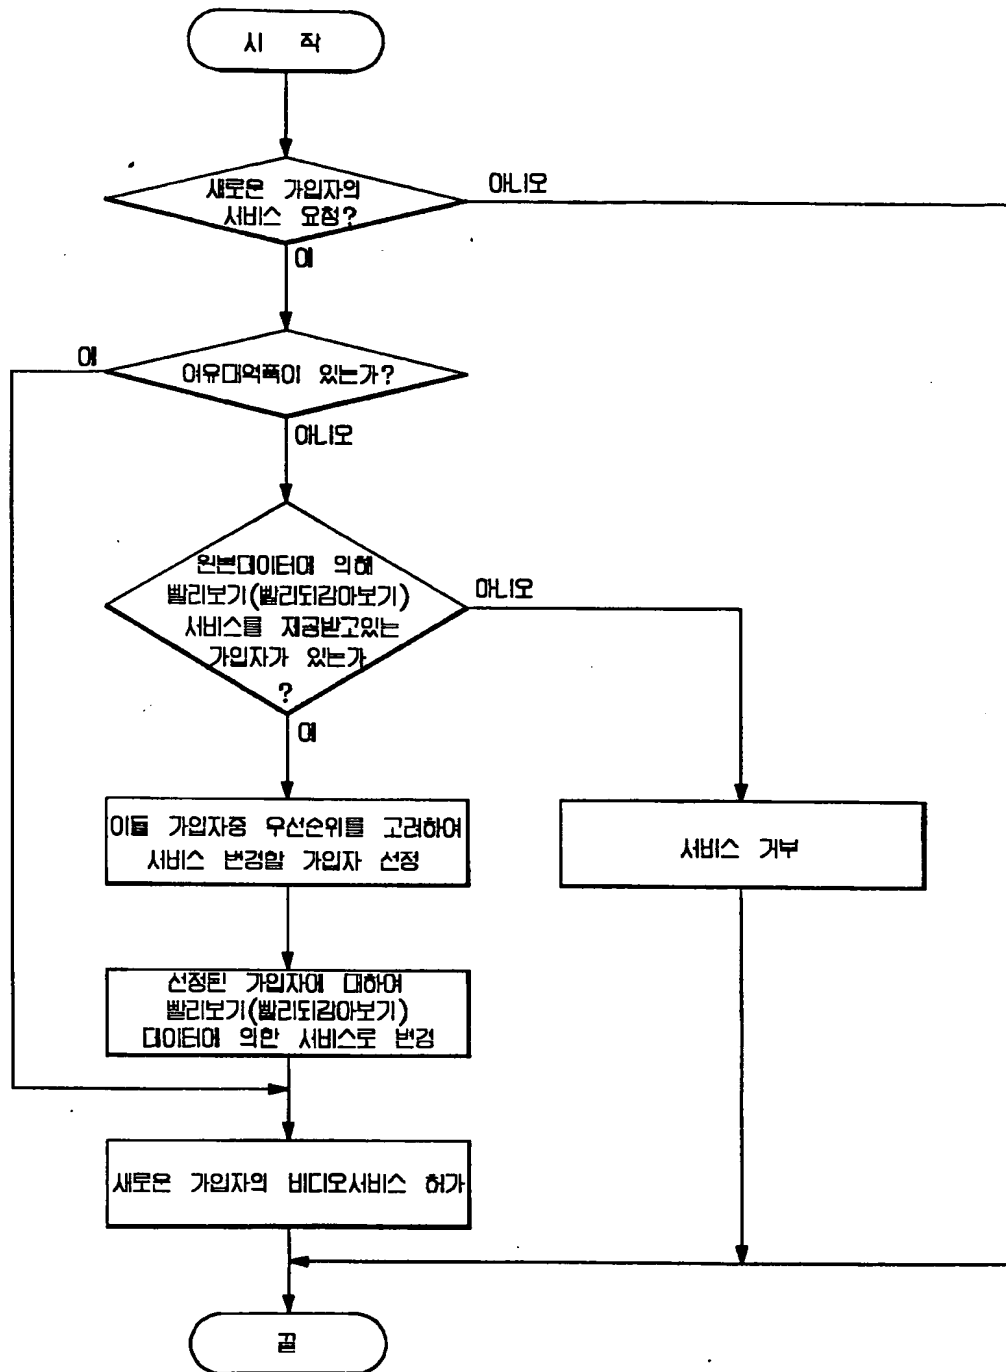 시 작
새로운 가입자의
서비스 요청?
아니오
예
예
여유대역폭이 있는가?
아니오
원본데이터에 의해
빨리보기(빨리되감아보기)
서비스를 제공받고있는
가입자가 있는가
?
아니오
예
이들 가입자중 우선순위를 고려하여
서비스 변경할 가입자 선정
서비스 거부
선정된 가입자에 대하여
빨리보기(빨리되감아보기)
데이터에 의한 서비스로 변경
새로운 가입자의 비디오서비스 허가
끝